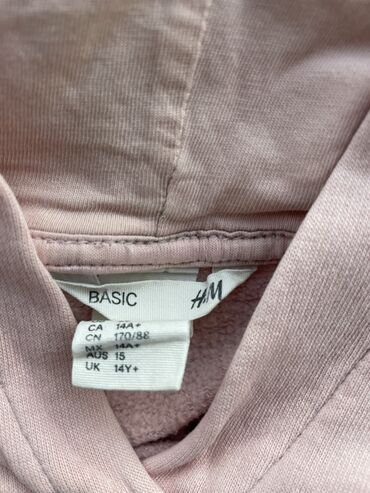 BASIC
H&M
CA 14A+
CN 170/88
MX 14A+
AUS 15
UK 14Y+